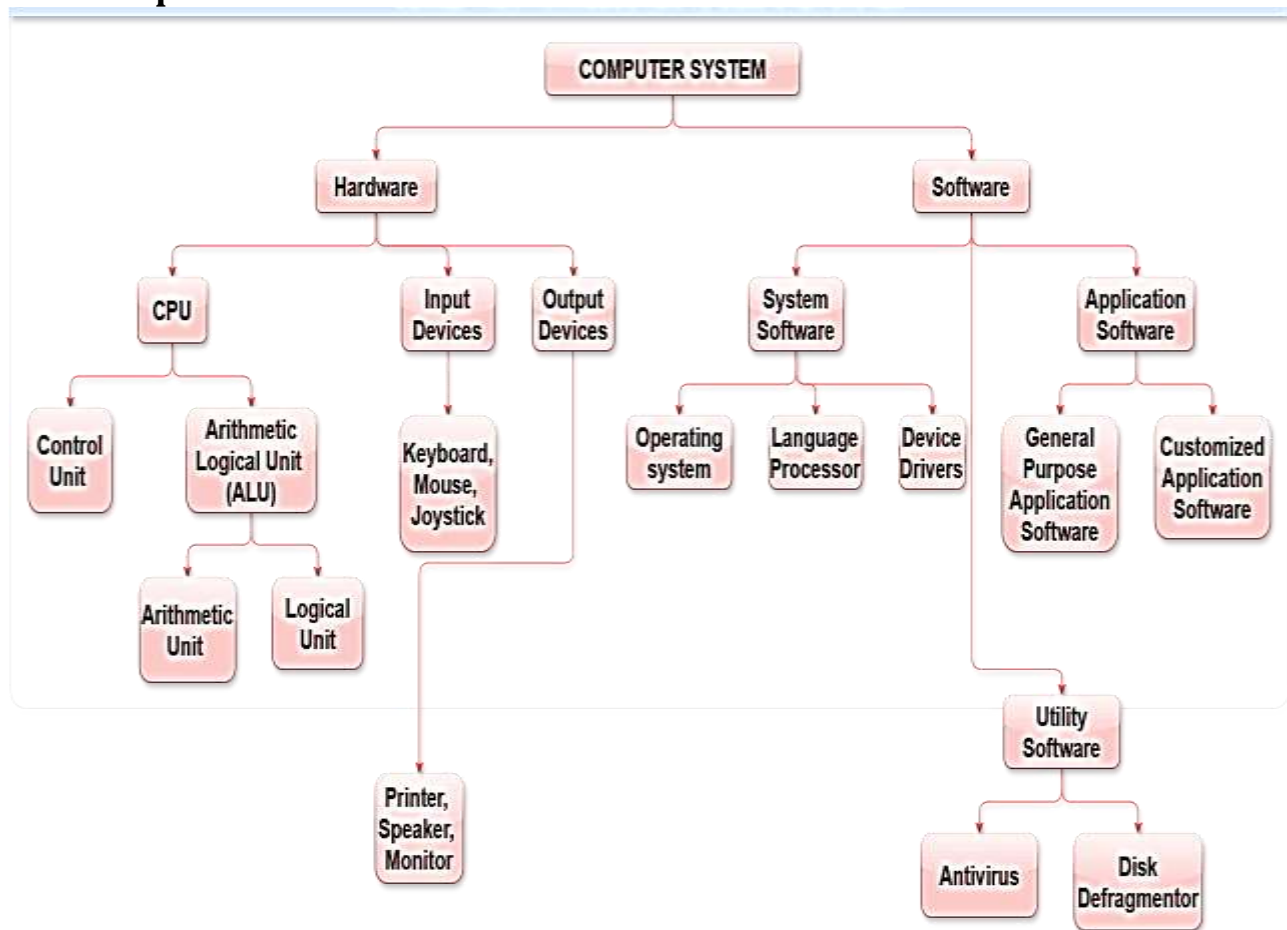 COMPUTER SYSTEM
Hardware
Software
CPU
Input
Devices
Output
Devices
System
Software
Application
Software
Control
Unit
Arithmetic
Logical Unit
(ALU)
Keyboard,
Mouse,
Joystick
Operating
system
Language
Processor
Device
Drivers
General
Purpose
Application
Software
Customized
Application
Software
Arithmetic
Unit
Logical
Unit
Utility
Software
Printer,
Speaker,
Monitor
Antivirus
Disk
Defragmentor